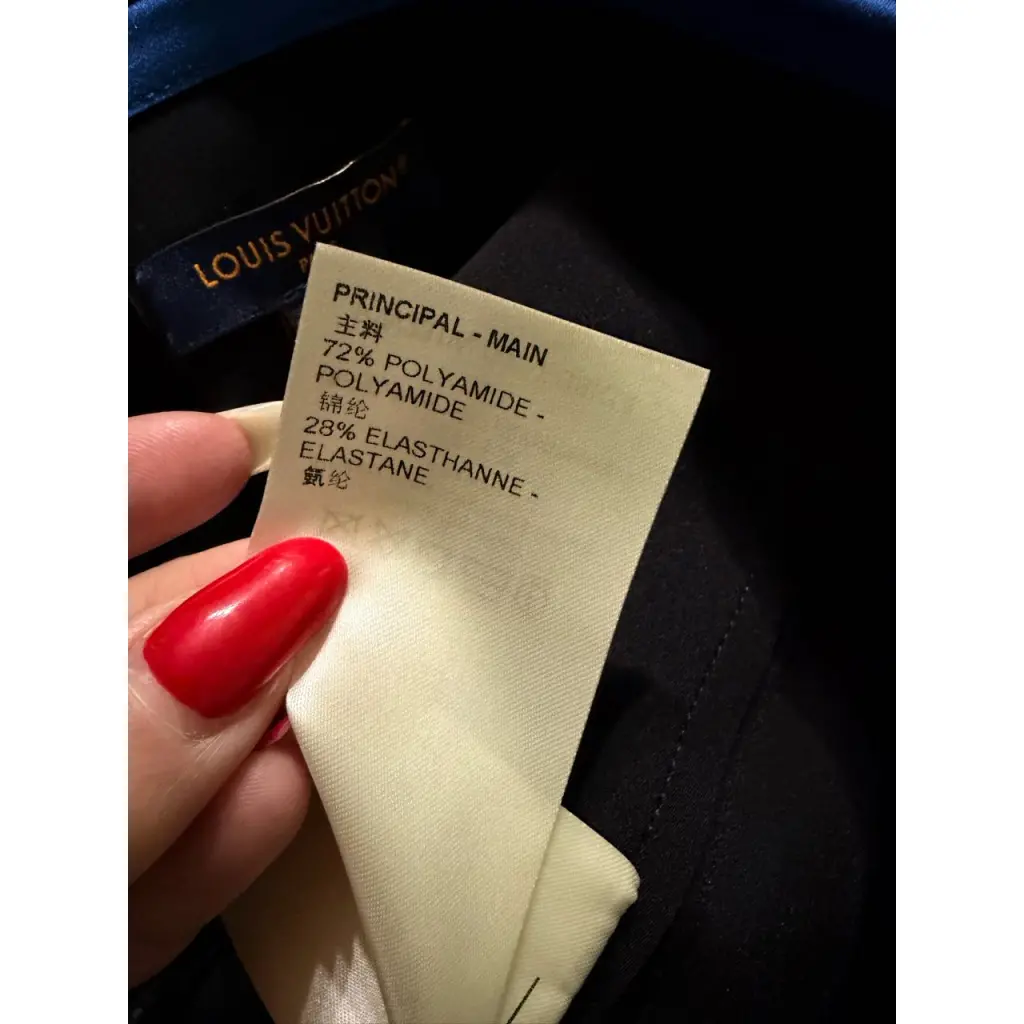 LOUIS VUITTON
PRINCIPAL - MAIN
主料
72% POLYAMIDE -
POLYAMIDE
锦纶
28% ELASTHANNE -
ELASTANE
氨纶